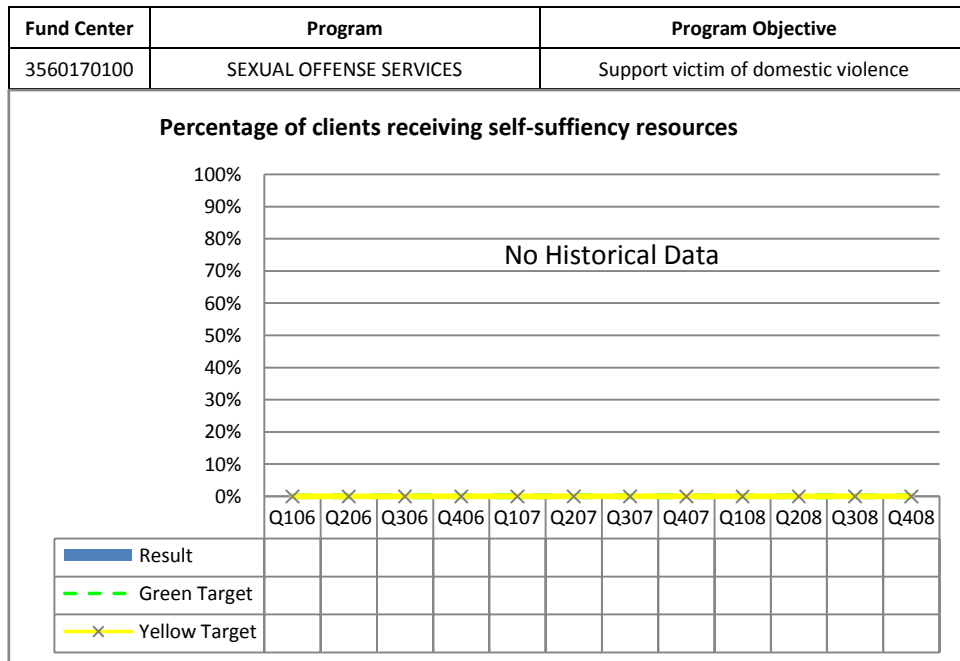 Fund Center Program Program Objective
3560170100 SEXUAL OFFENSE SERVICES Support victim of domestic violence
Percentage of clients receiving self-suffiency resources
100%
90%
80%
No Historical Data
70%
60%
50%
40%
30%
20%
10%
0%
Q106 Q206 Q306 Q406 Q107 Q207 Q307 Q407 Q108 Q208 Q308 Q408
Result
Green Target
Yellow Target